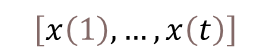 [x(1), ... , x(t)]